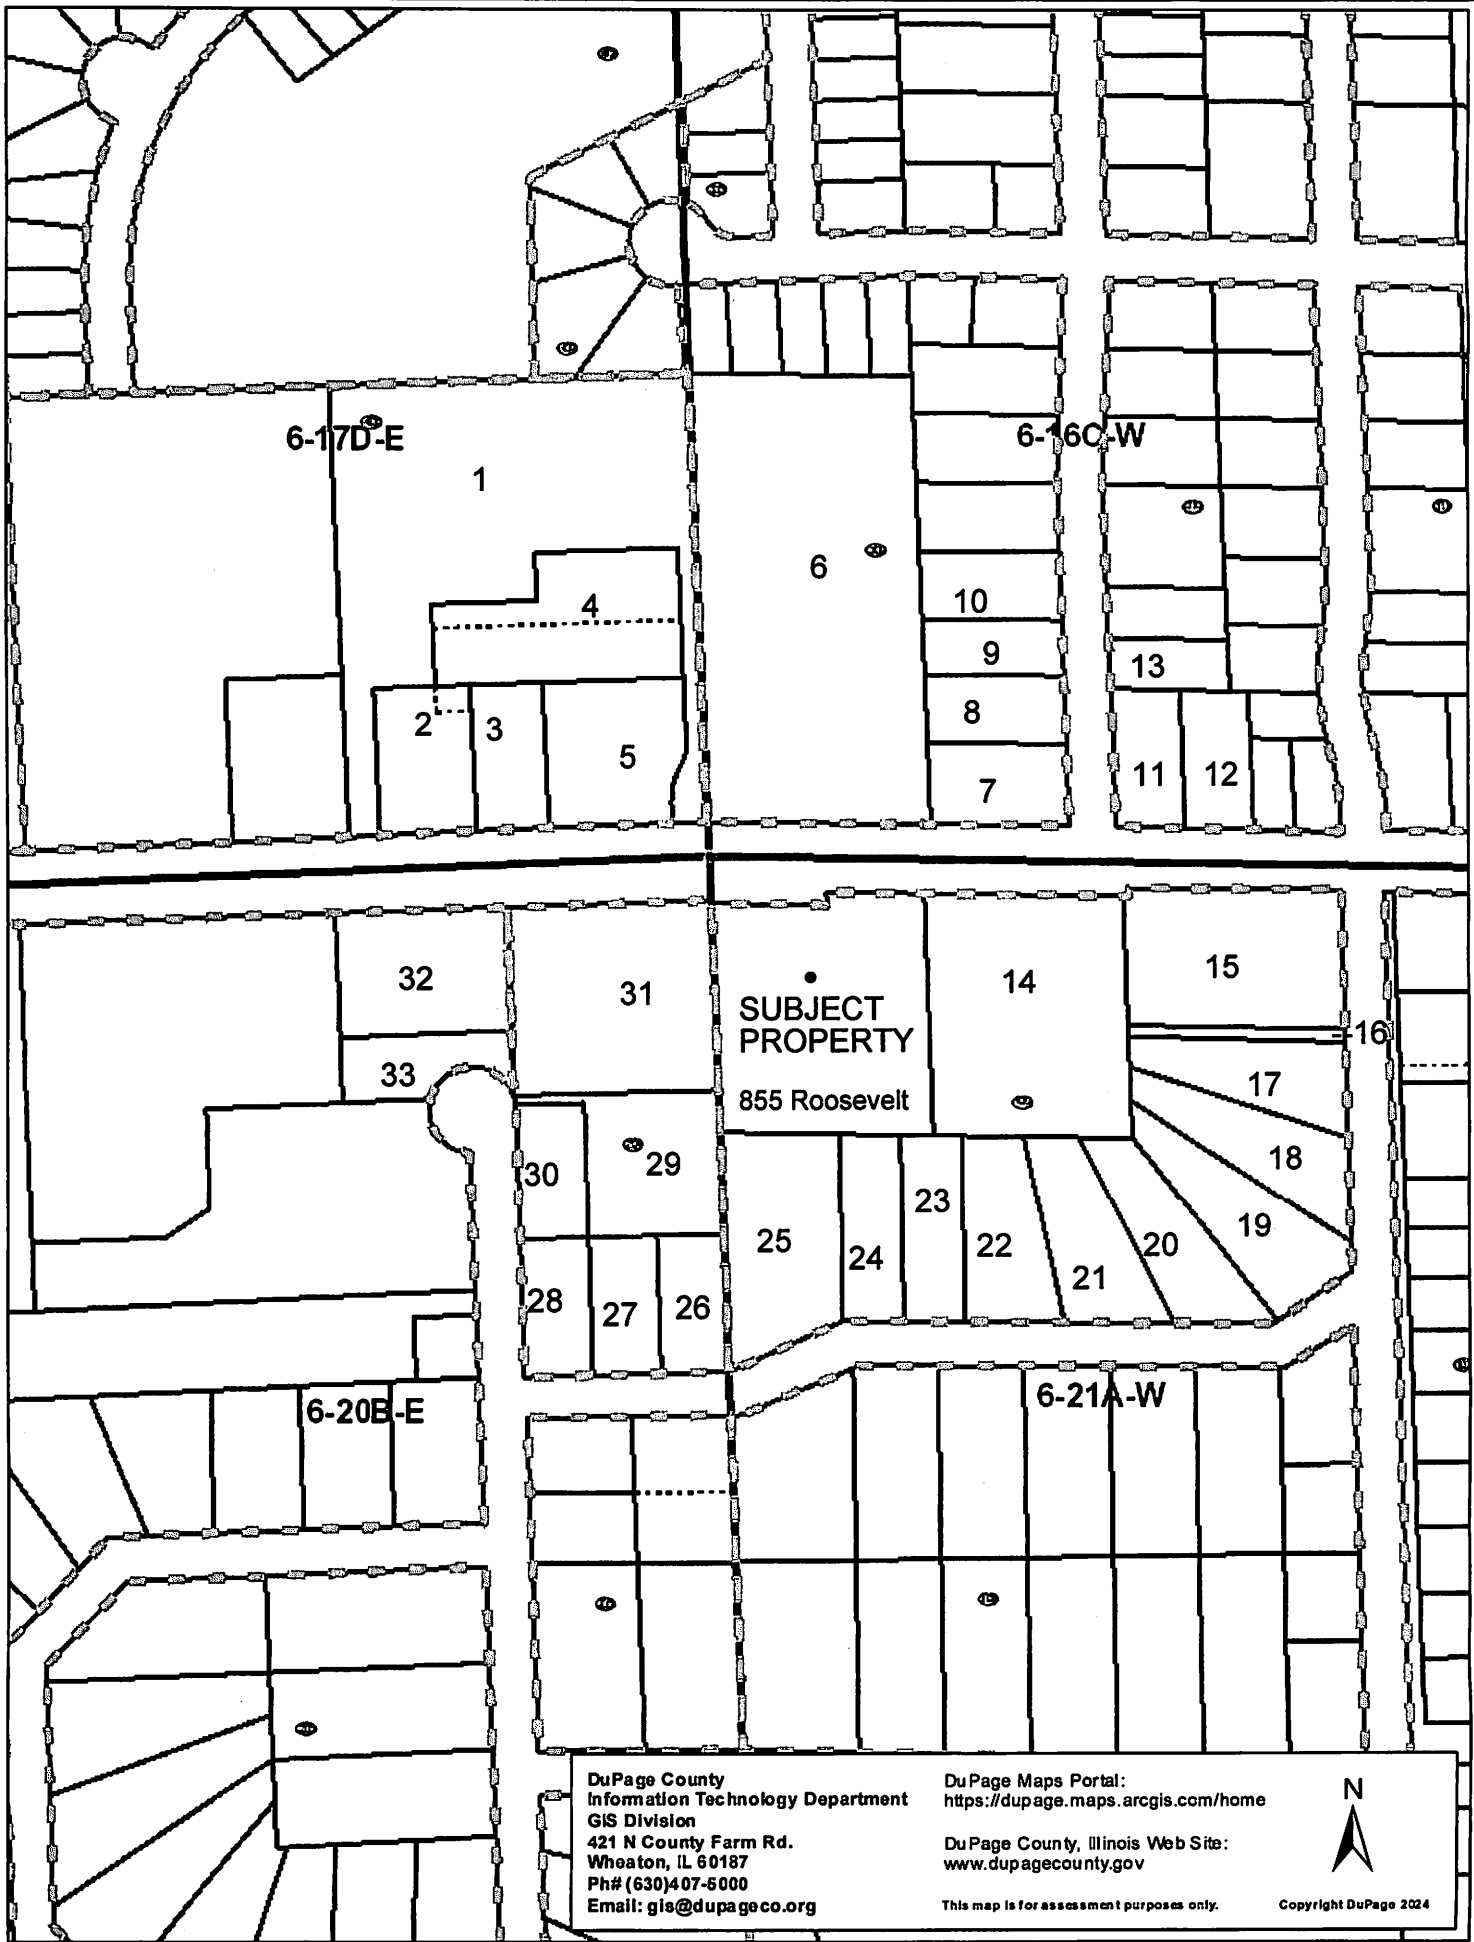 6-17D-E
6-16C-W
1
6
4
10
9
13
2
3
8
5
11
12
7
32
31
14
15
SUBJECT
PROPERTY
16
33
855 Roosevelt
17
30
29
18
25
24
23
22
20
19
21
28
27
26
6-20B-E
6-21A-W
DuPage County
Information Technology Department
GIS Division
421 N County Farm Rd.
Wheaton, IL 60187
Ph# (630)407-5000
Email: gis@dupageco.org
DuPage Maps Portal:
https://dupage.maps.arcgis.com/home
DuPage County, Illinois Web Site:
www.dupagecounty.gov
This map is for assessment purposes only.
N
Copyright DuPage 2024